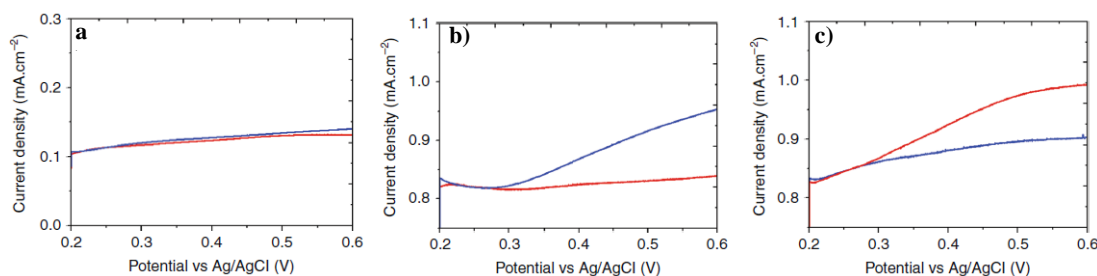 a
0.3
0.2
0.1
0.0
Current density (mA.cm⁻²)
0.2 0.3 0.4 0.5 0.6
Potential vs Ag/AgCl (V)
b)
1.1
1.0
0.9
0.8
Current density (mA.cm⁻²)
0.2 0.3 0.4 0.5 0.6
Potential vs Ag/AgCI (V)
c)
1.1
1.0
0.9
0.8
Current density (mA.cm⁻²)
0.2 0.3 0.4 0.5 0.6
Potential vs Ag/AgCl (V)